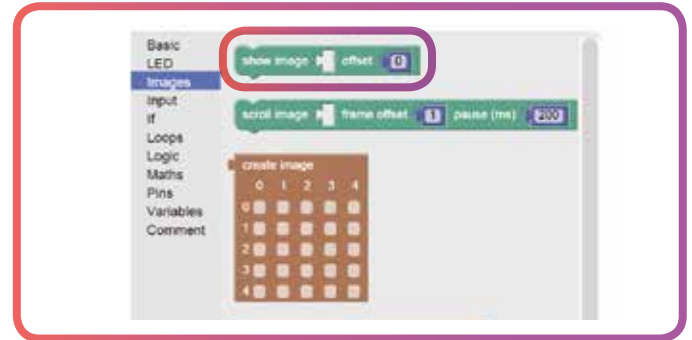 Basic
LED
Images
Input
If
Loops
Logic
Maths
Pins
Variables
Comment
show image offset 0
scroll image frame offset 1 pause (ms) 200
create image
0 1 2 3 4
0
1
2
3
4